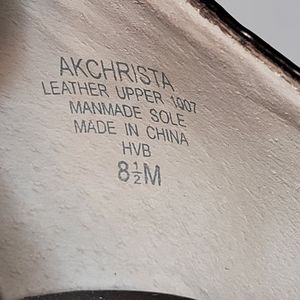 AKCHRISTA
LEATHER UPPER 1007
MANMADE SOLE
MADE IN CHINA
HVB
8½M